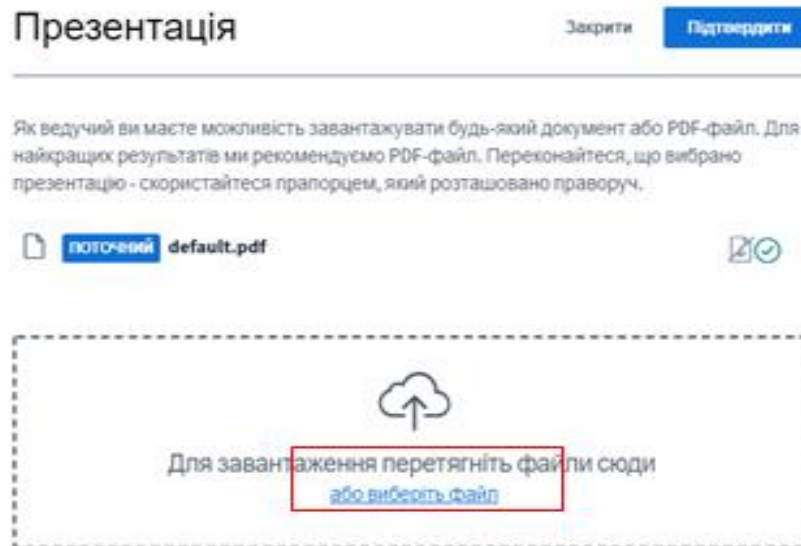 Презентація
Закрити
Підтвердити
Як ведучий ви маєте можливість завантажувати будь-який документ або PDF-файл. Для
найкращих результатів ми рекомендуємо PDF-файл. Переконайтеся, що вибрано
презентацію - скористайтеся прапорцем, який розташовано праворуч.
ПОТОЧНИЙ default.pdf
Для завантаження перетягніть файли сюди
або виберіть файл